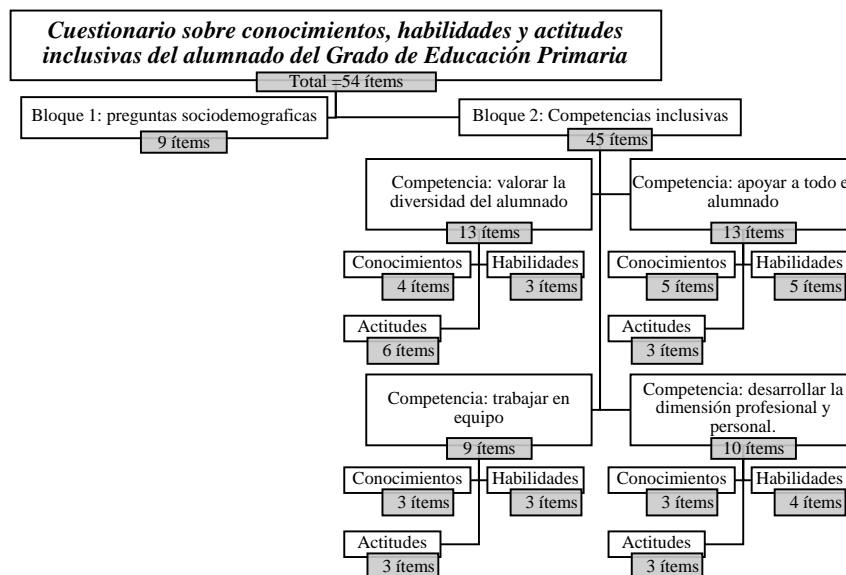 Cuestionario sobre conocimientos, habilidades y actitudes
inclusivas del alumnado del Grado de Educación Primaria
Total =54 ítems
Bloque 1: preguntas sociodemograficas
9 ítems
Bloque 2: Competencias inclusivas
45 ítems
Competencia: valorar la
diversidad del alumnado
13 ítems
Conocimientos
4 ítems
Habilidades
3 ítems
Actitudes
6 ítems
Competencia: apoyar a todo e
alumnado
13 ítems
Conocimientos
5 ítems
Habilidades
5 ítems
Actitudes
3 ítems
Competencia: trabajar en
equipo
9 ítems
Conocimientos
3 ítems
Habilidades
3 ítems
Actitudes
3 ítems
Competencia: desarrollar la
dimensión profesional y
personal.
10 ítems
Conocimientos
3 ítems
Habilidades
4 ítems
Actitudes
3 ítems